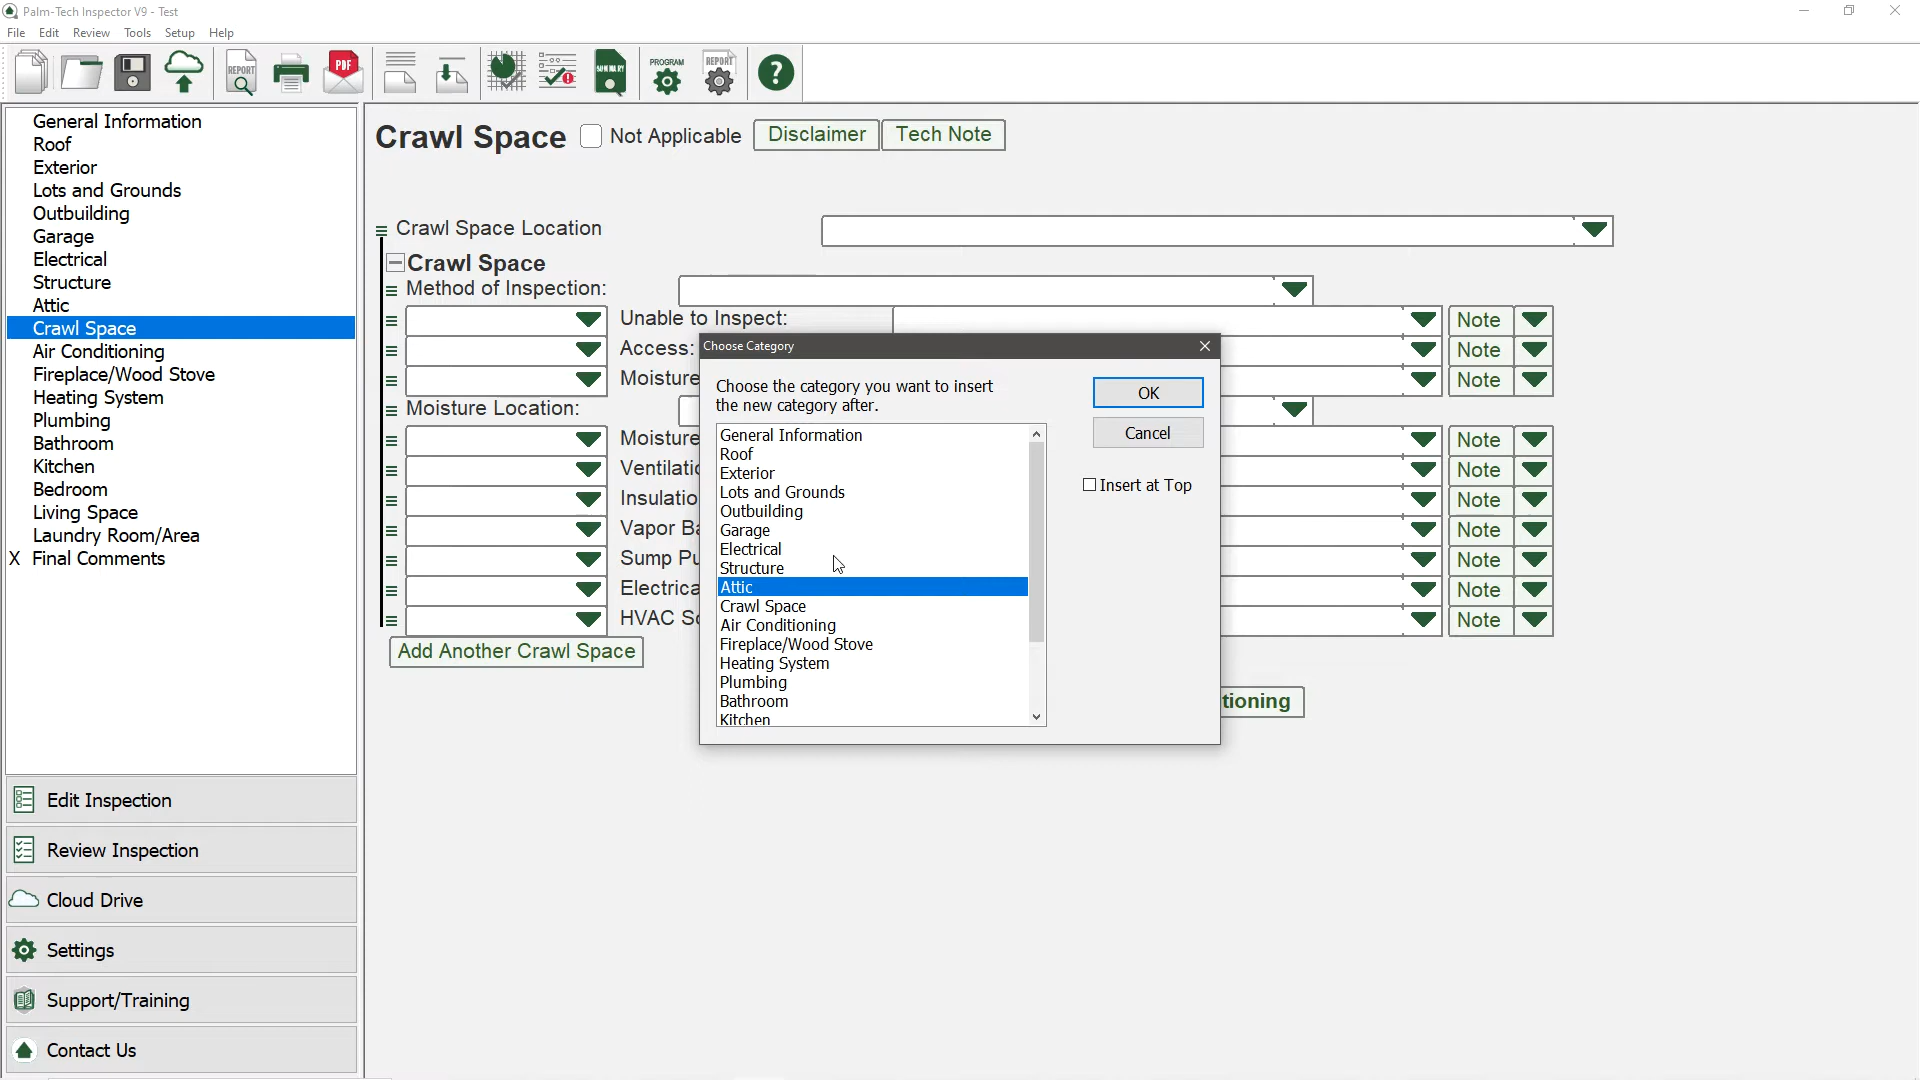 Palm-Tech Inspector V9 - Test
File Edit Review Tools Setup Help
REPORT PDF SUMMARY PROGRAM REPORT ?
General Information
Roof
Exterior
Lots and Grounds
Outbuilding
Garage
Electrical
Structure
Attic
Crawl Space
Air Conditioning
Fireplace/Wood Stove
Heating System
Plumbing
Bathroom
Kitchen
Bedroom
Living Space
Laundry Room/Area
X Final Comments
Edit Inspection
Review Inspection
Cloud Drive
Settings
Support/Training
Contact Us
Crawl Space Not Applicable Disclaimer Tech Note
Crawl Space Location
Crawl Space
Method of Inspection:
Unable to Inspect: Note
Access: Note
Moisture Note
Moisture Location:
Moisture Note
Ventilatio Note
Insulatio Note
Vapor Ba Note
Sump Pu Note
Electrica Note
HVAC So Note
Add Another Crawl Space
tioning
Choose Category
Choose the category you want to insert
the new category after.
OK
Cancel
Insert at Top
General Information
Roof
Exterior
Lots and Grounds
Outbuilding
Garage
Electrical
Structure
Attic
Crawl Space
Air Conditioning
Fireplace/Wood Stove
Heating System
Plumbing
Bathroom
Kitchen